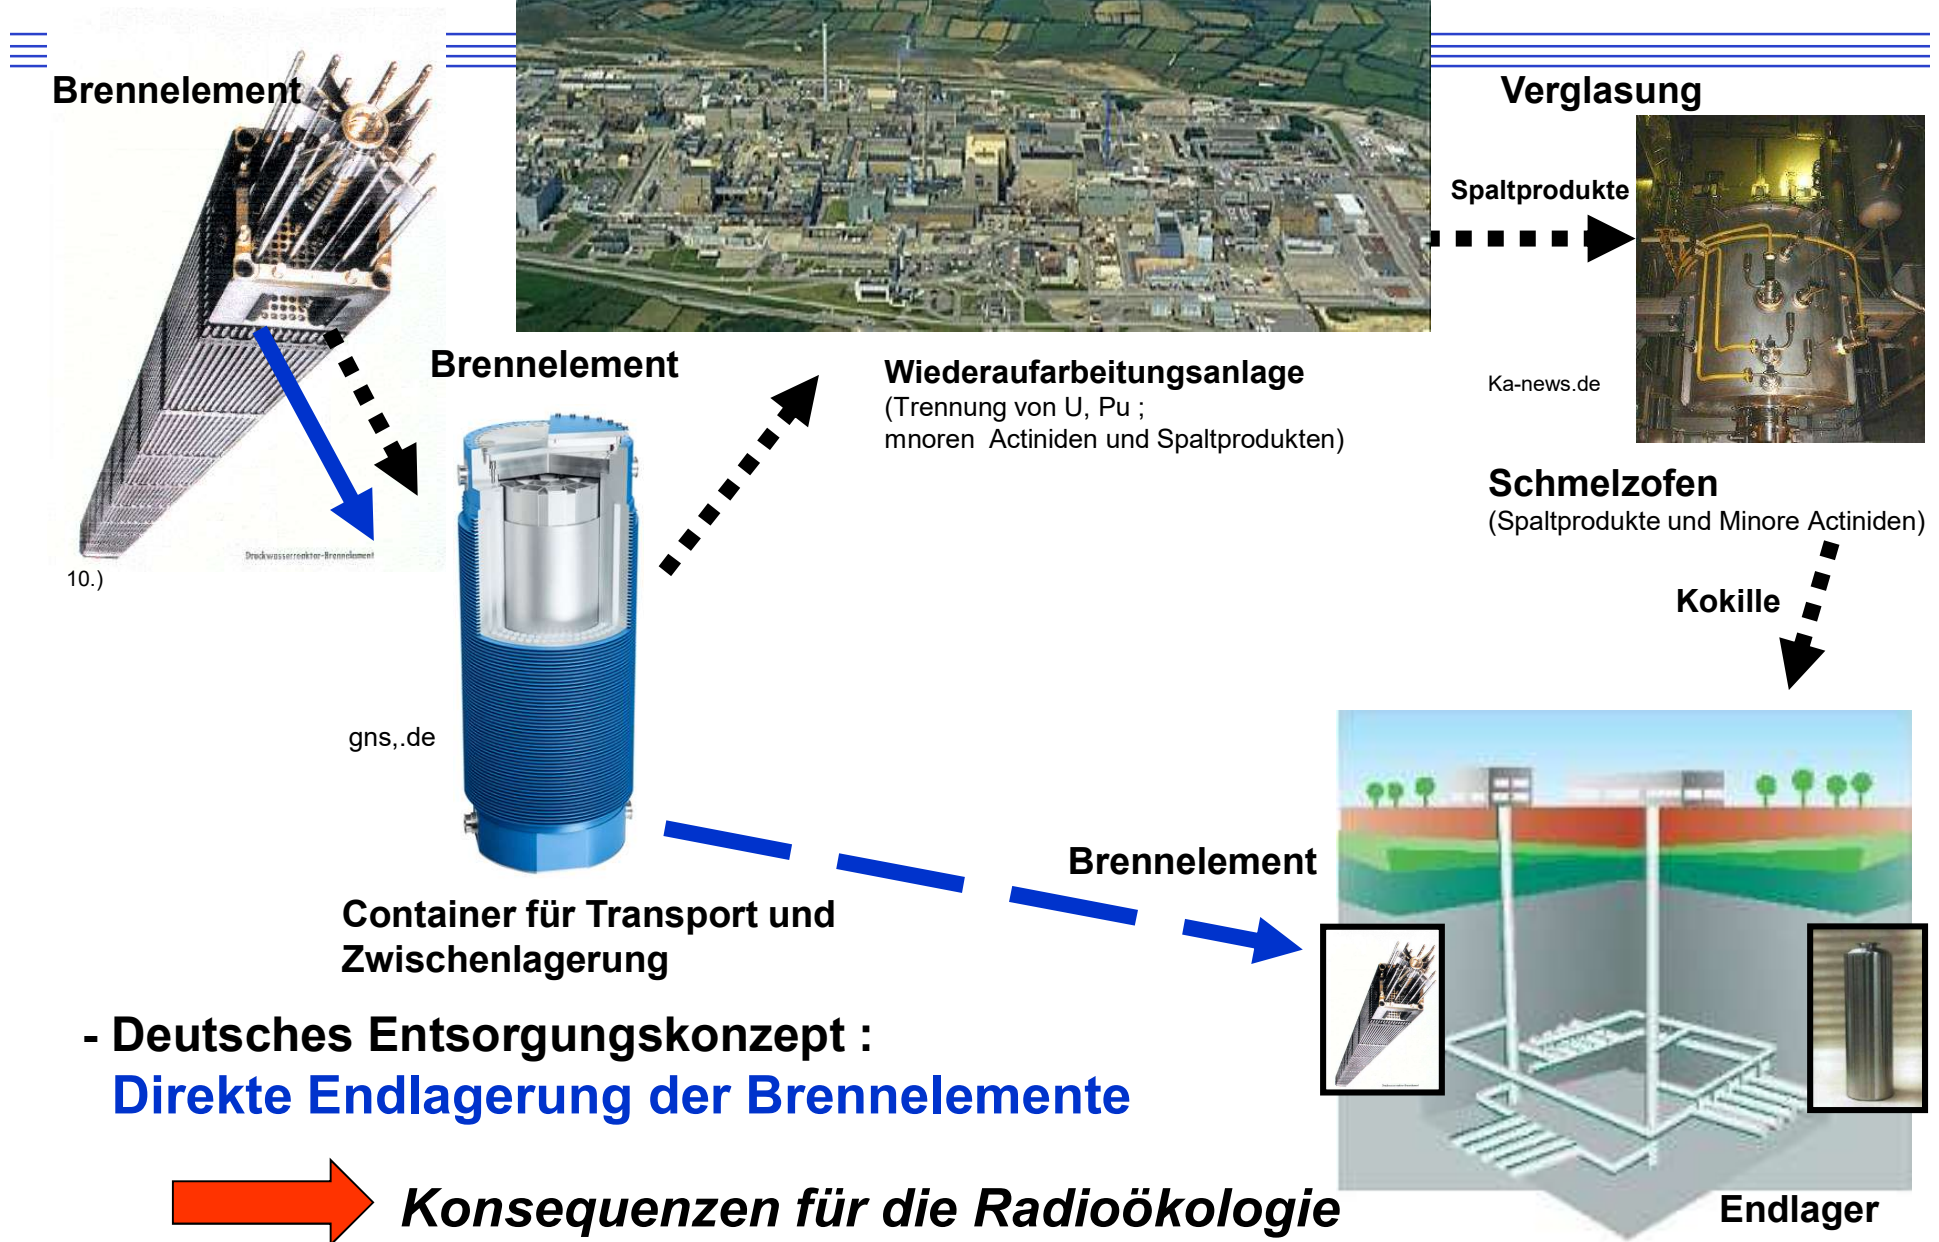 Brennelement
Druckwasserreaktor-Brennelement
10.)
Brennelement
gns,.de
Container für Transport und
Zwischenlagerung
Wiederaufarbeitungsanlage
(Trennung von U, Pu ;
mnoren Actiniden und Spaltprodukten)
Spaltprodukte
Verglasung
Ka-news.de
Schmelzofen
(Spaltprodukte und Minore Actiniden)
Kokille
Brennelement
Endlager
- Deutsches Entsorgungskonzept :
Direkte Endlagerung der Brennelemente
Konsequenzen für die Radioökologie